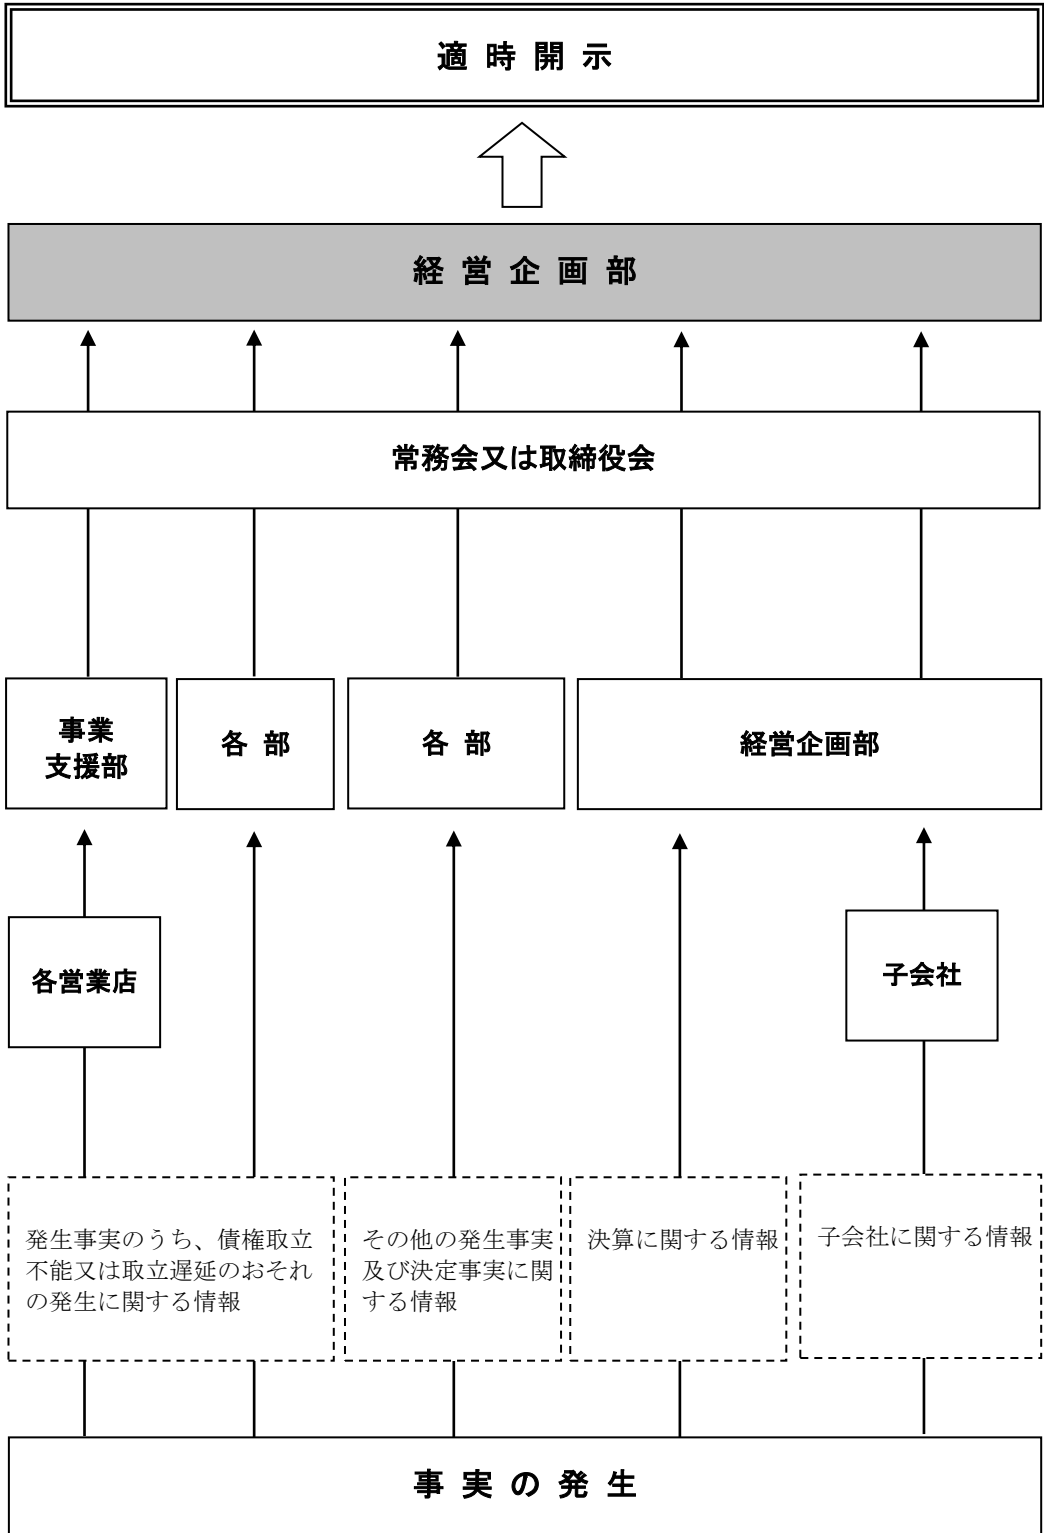 適時開示
経営企画部
常務会又は取締役会
事業
支援部
各部
各部
経営企画部
各営業店
子会社
発生事実のうち、債権取立
不能又は取立遅延のおそれ
の発生に関する情報
その他の発生事実
及び決定事実に関
する情報
決算に関する情報
子会社に関する情報
事実の発生